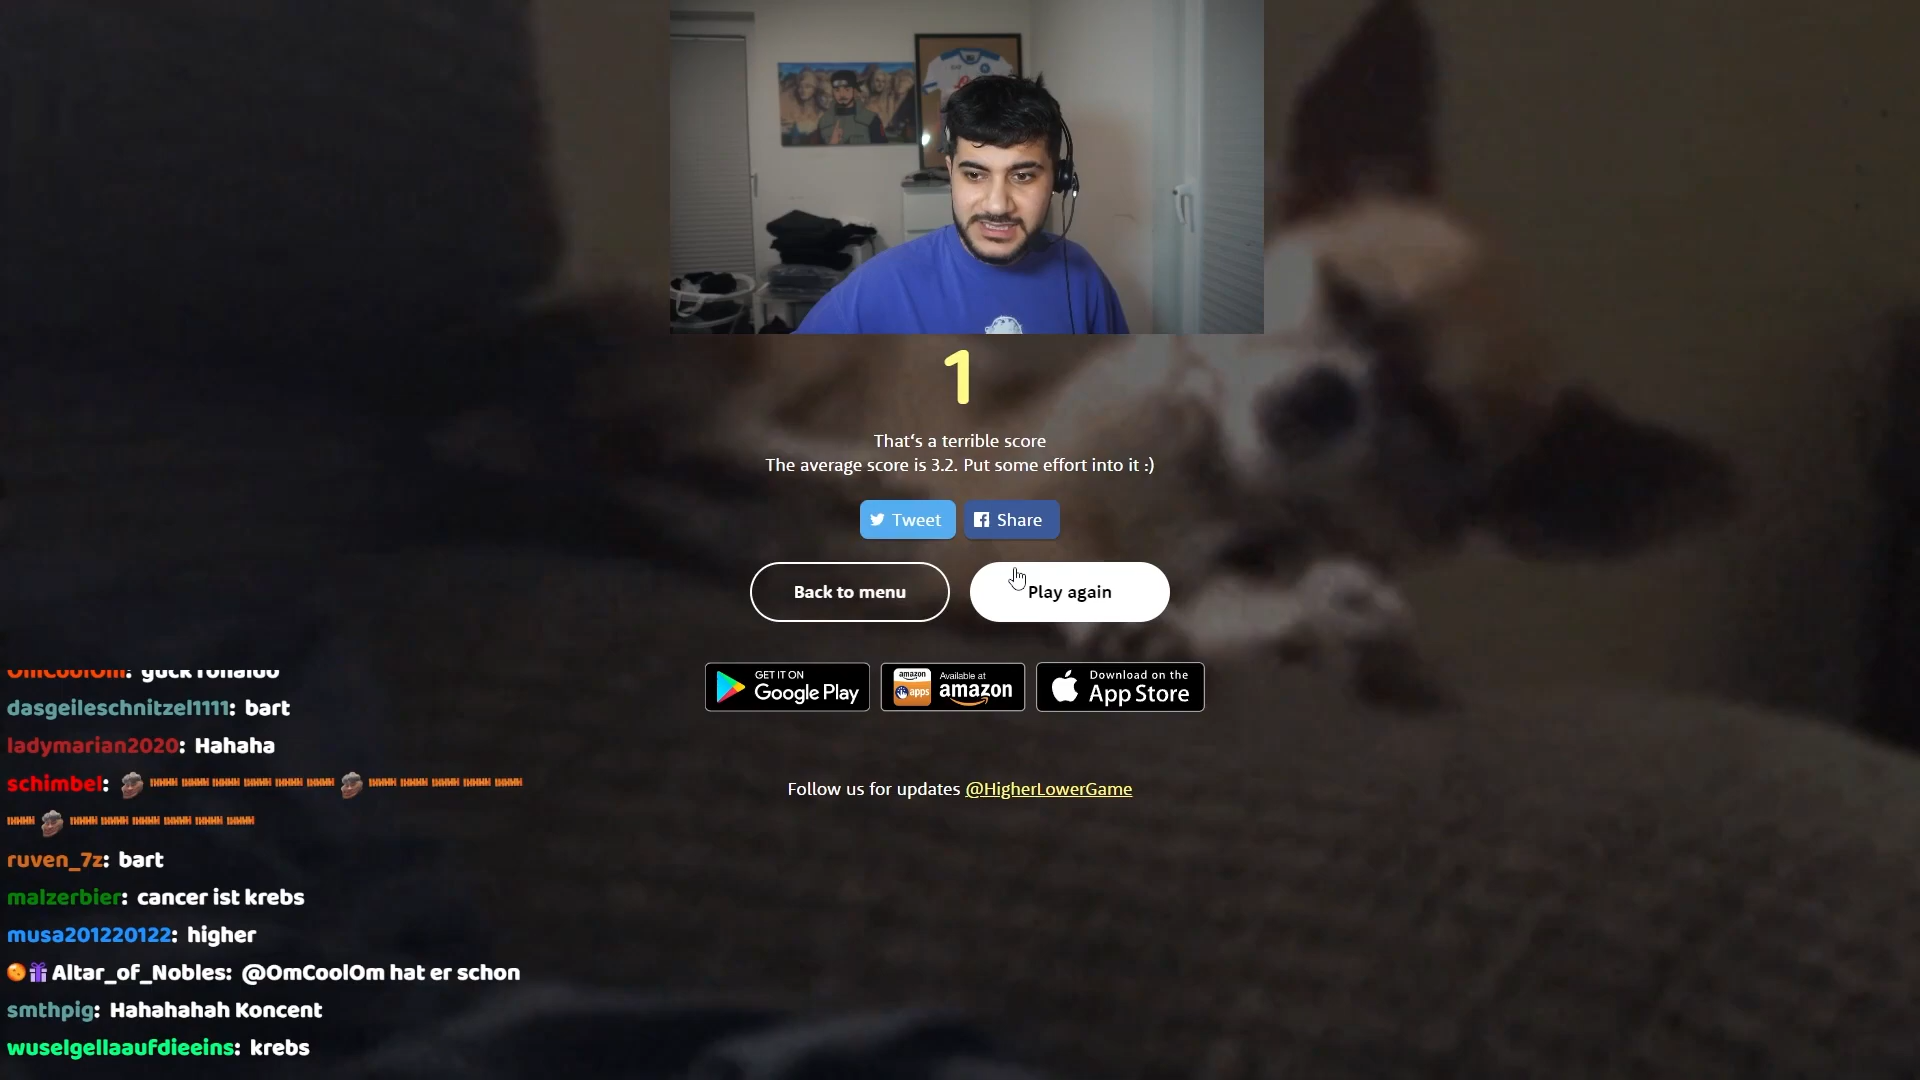 1
That's a terrible score
The average score is 3.2. Put some effort into it :)
Tweet
Share
Back to menu
Play again
GET IT ON
Google Play
amazon
apps
Available at
amazon
Download on the
App Store
Follow us for updates @HigherLowerGame
OmCoolOm: guck ronaldo
dasgeileschnitzel1111: bart
ladymarian2020: Hahaha
schimbel:
ruven_7z: bart
malzerbier: cancer ist krebs
musa201220122: higher
Altar_of_Nobles: @OmCoolOm hat er schon
smthpig: Hahahahah Koncent
wuselgellaaufdieeins: krebs